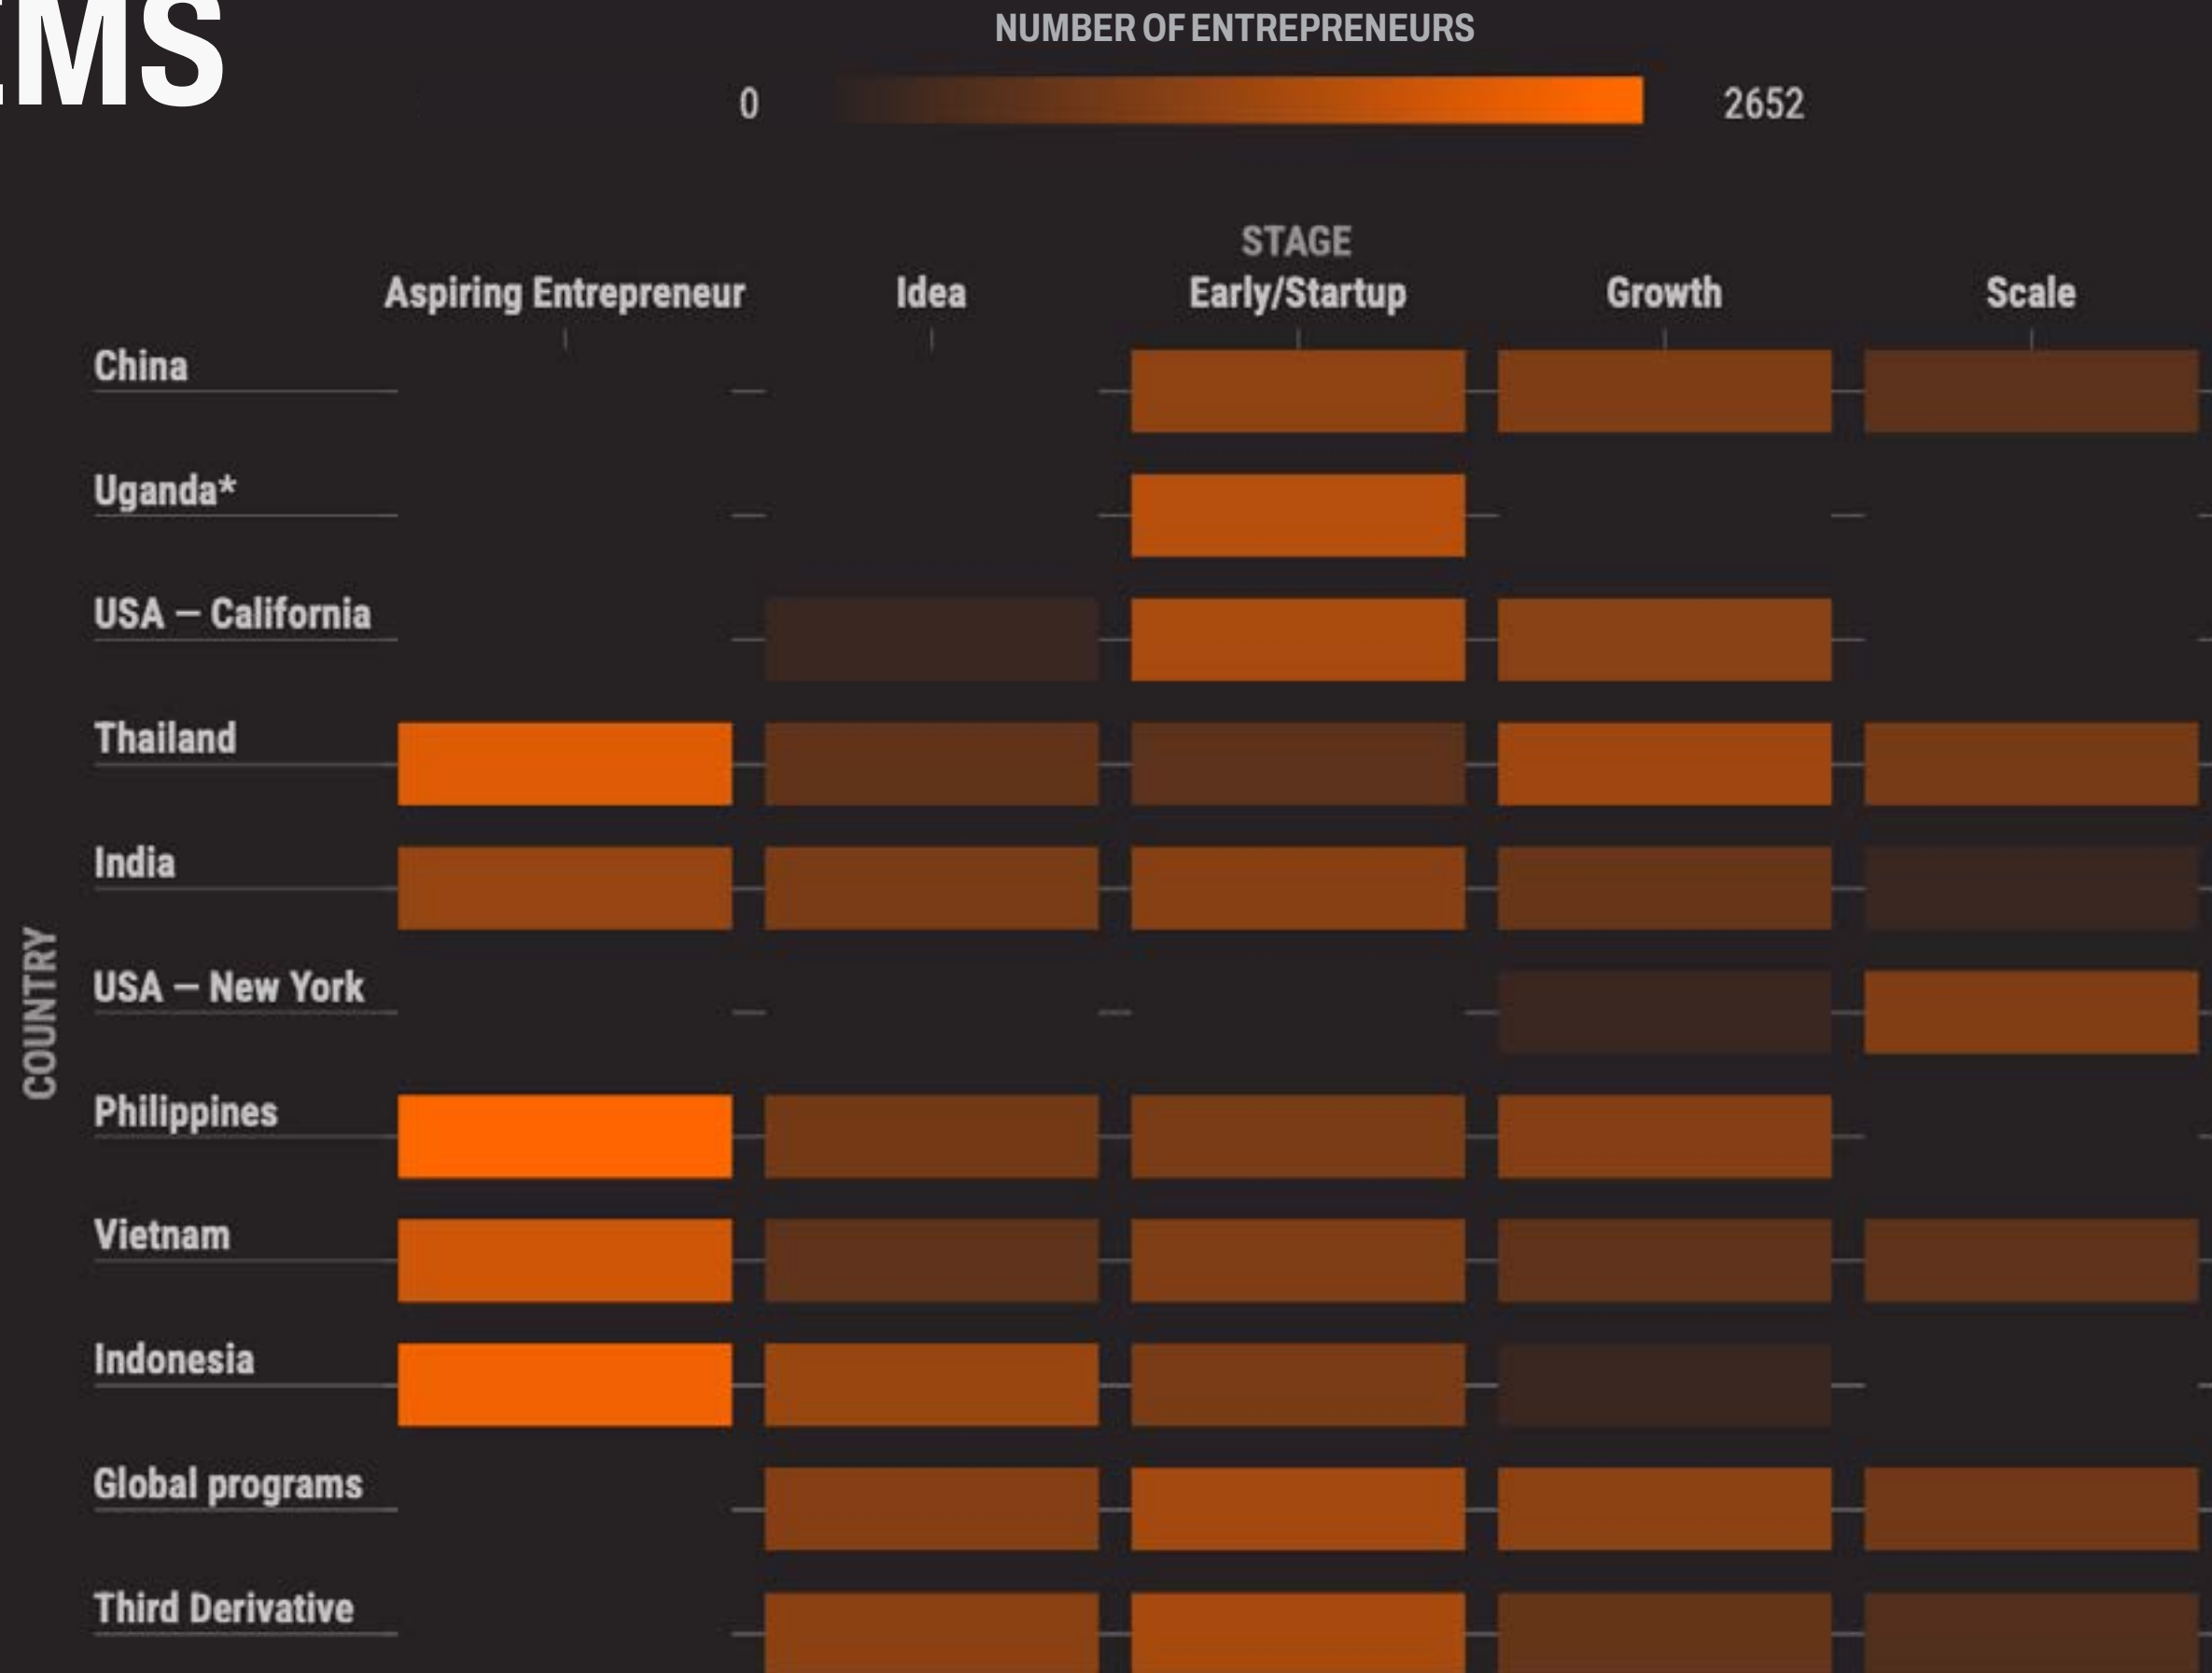 EMS
NUMBER OF ENTREPRENEURS
0 2652
STAGE
Aspiring Entrepreneur Idea Early/Startup Growth Scale
COUNTRY
China
Uganda*
USA – California
Thailand
India
USA – New York
Philippines
Vietnam
Indonesia
Global programs
Third Derivative